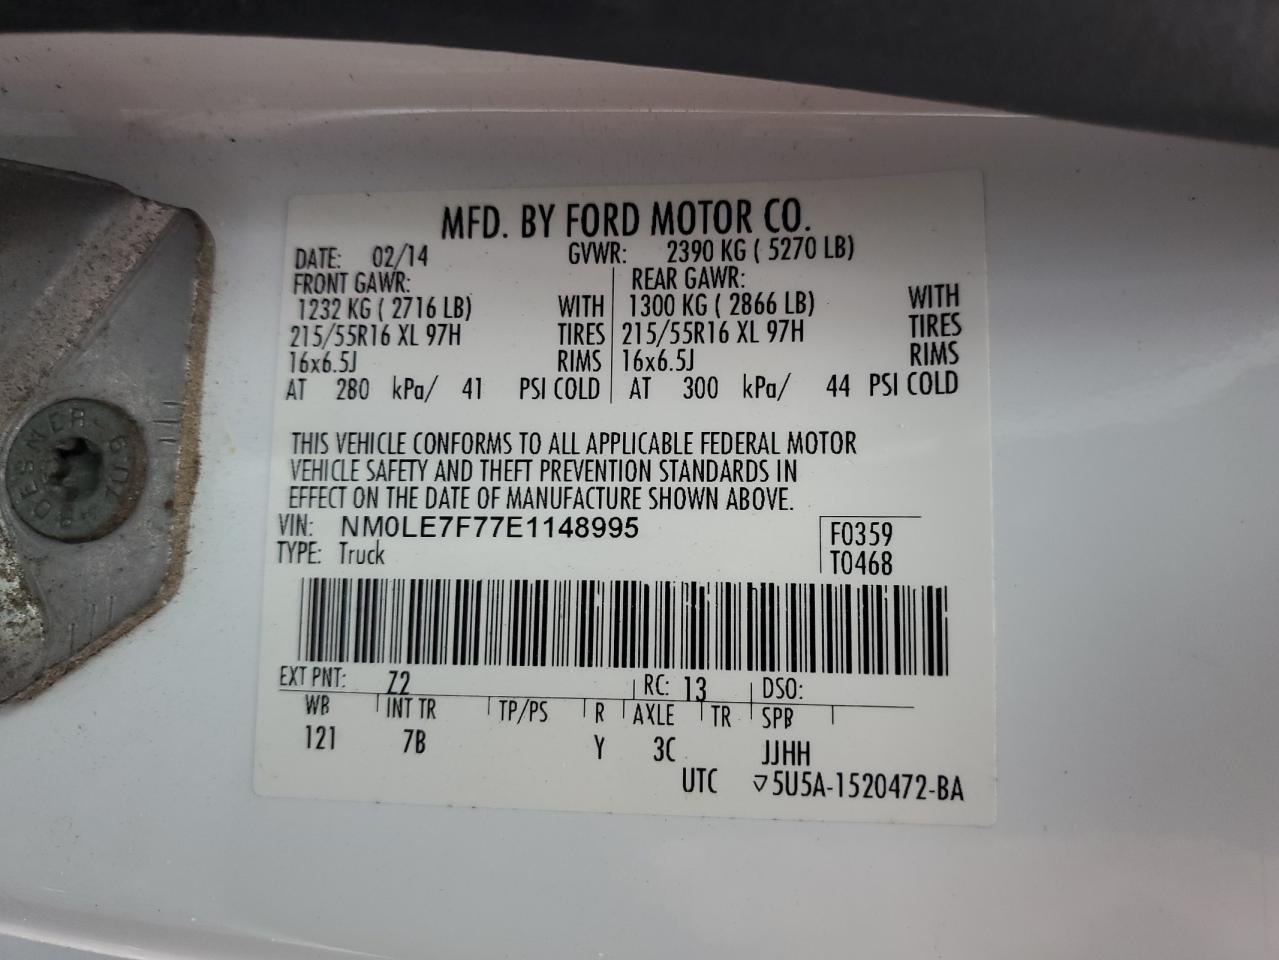 MFD. BY FORD MOTOR CO.
DATE: 02/14 GVWR: 2390 KG ( 5270 LB)
FRONT GAWR: REAR GAWR:
1232 KG ( 2716 LB) WITH 1300 KG ( 2866 LB) WITH
215/55R16 XL 97H TIRES 215/55R16 XL 97H TIRES
16x6.5J RIMS 16x6.5J RIMS
AT 280 kPa/ 41 PSI COLD AT 300 kPa/ 44 PSI COLD
THIS VEHICLE CONFORMS TO ALL APPLICABLE FEDERAL MOTOR
VEHICLE SAFETY AND THEFT PREVENTION STANDARDS IN
EFFECT ON THE DATE OF MANUFACTURE SHOWN ABOVE.
VIN: NM0LE7F77E1148995 F0359
TYPE: Truck T0468
EXT PNT: Z2 RC: 13 DSO:
WB INT TR TP/PS R AXLE TR SPB
121 7B Y 3C JJHH
UTC ▽5U5A-1520472-BA